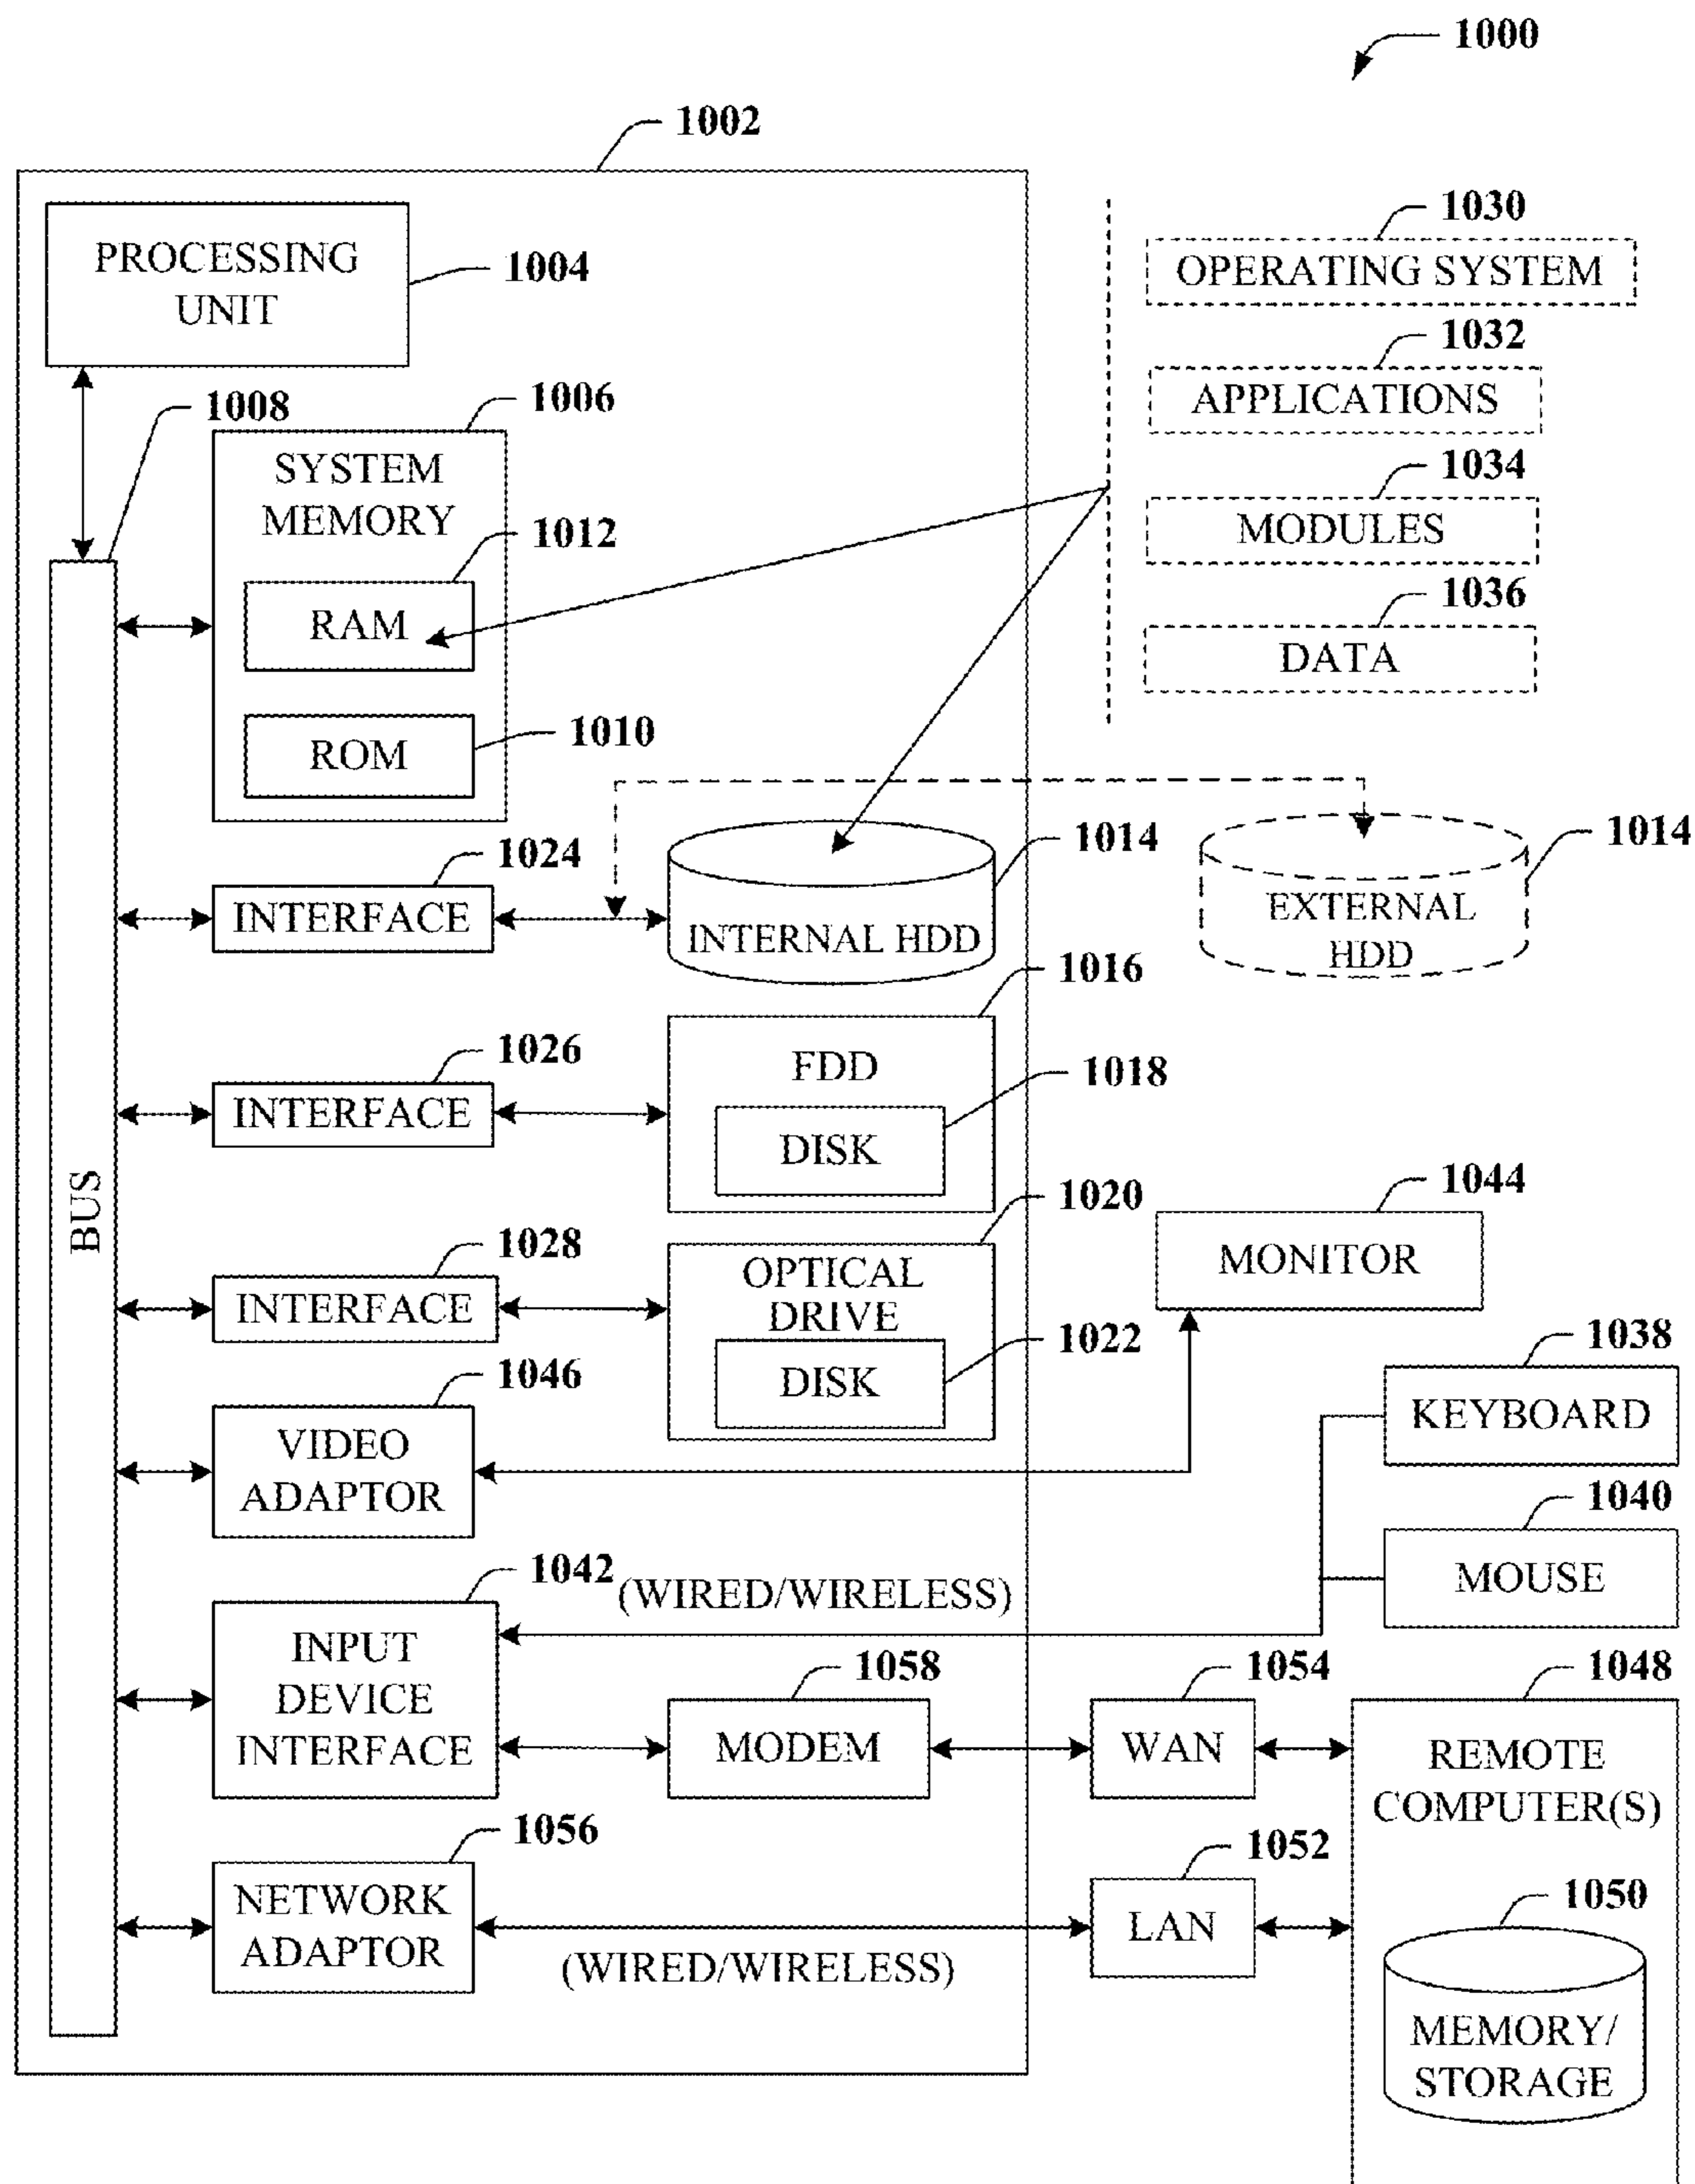 1000
1002
PROCESSING
UNIT
1004
1030
OPERATING SYSTEM
1032
APPLICATIONS
1034
MODULES
1036
DATA
1008
1006
SYSTEM
MEMORY
1012
RAM
1010
ROM
BUS
1024
INTERFACE
1014
INTERNAL HDD
1014
EXTERNAL
HDD
1026
INTERFACE
1016
FDD
1018
DISK
1028
INTERFACE
1020
OPTICAL
DRIVE
1022
DISK
1044
MONITOR
1046
VIDEO
ADAPTOR
1038
KEYBOARD
1040
MOUSE
1042
(WIRED/WIRELESS)
INPUT
DEVICE
INTERFACE
1058
MODEM
1054
WAN
1048
REMOTE
COMPUTER(S)
1056
NETWORK
ADAPTOR
(WIRED/WIRELESS)
1052
LAN
1050
MEMORY/
STORAGE